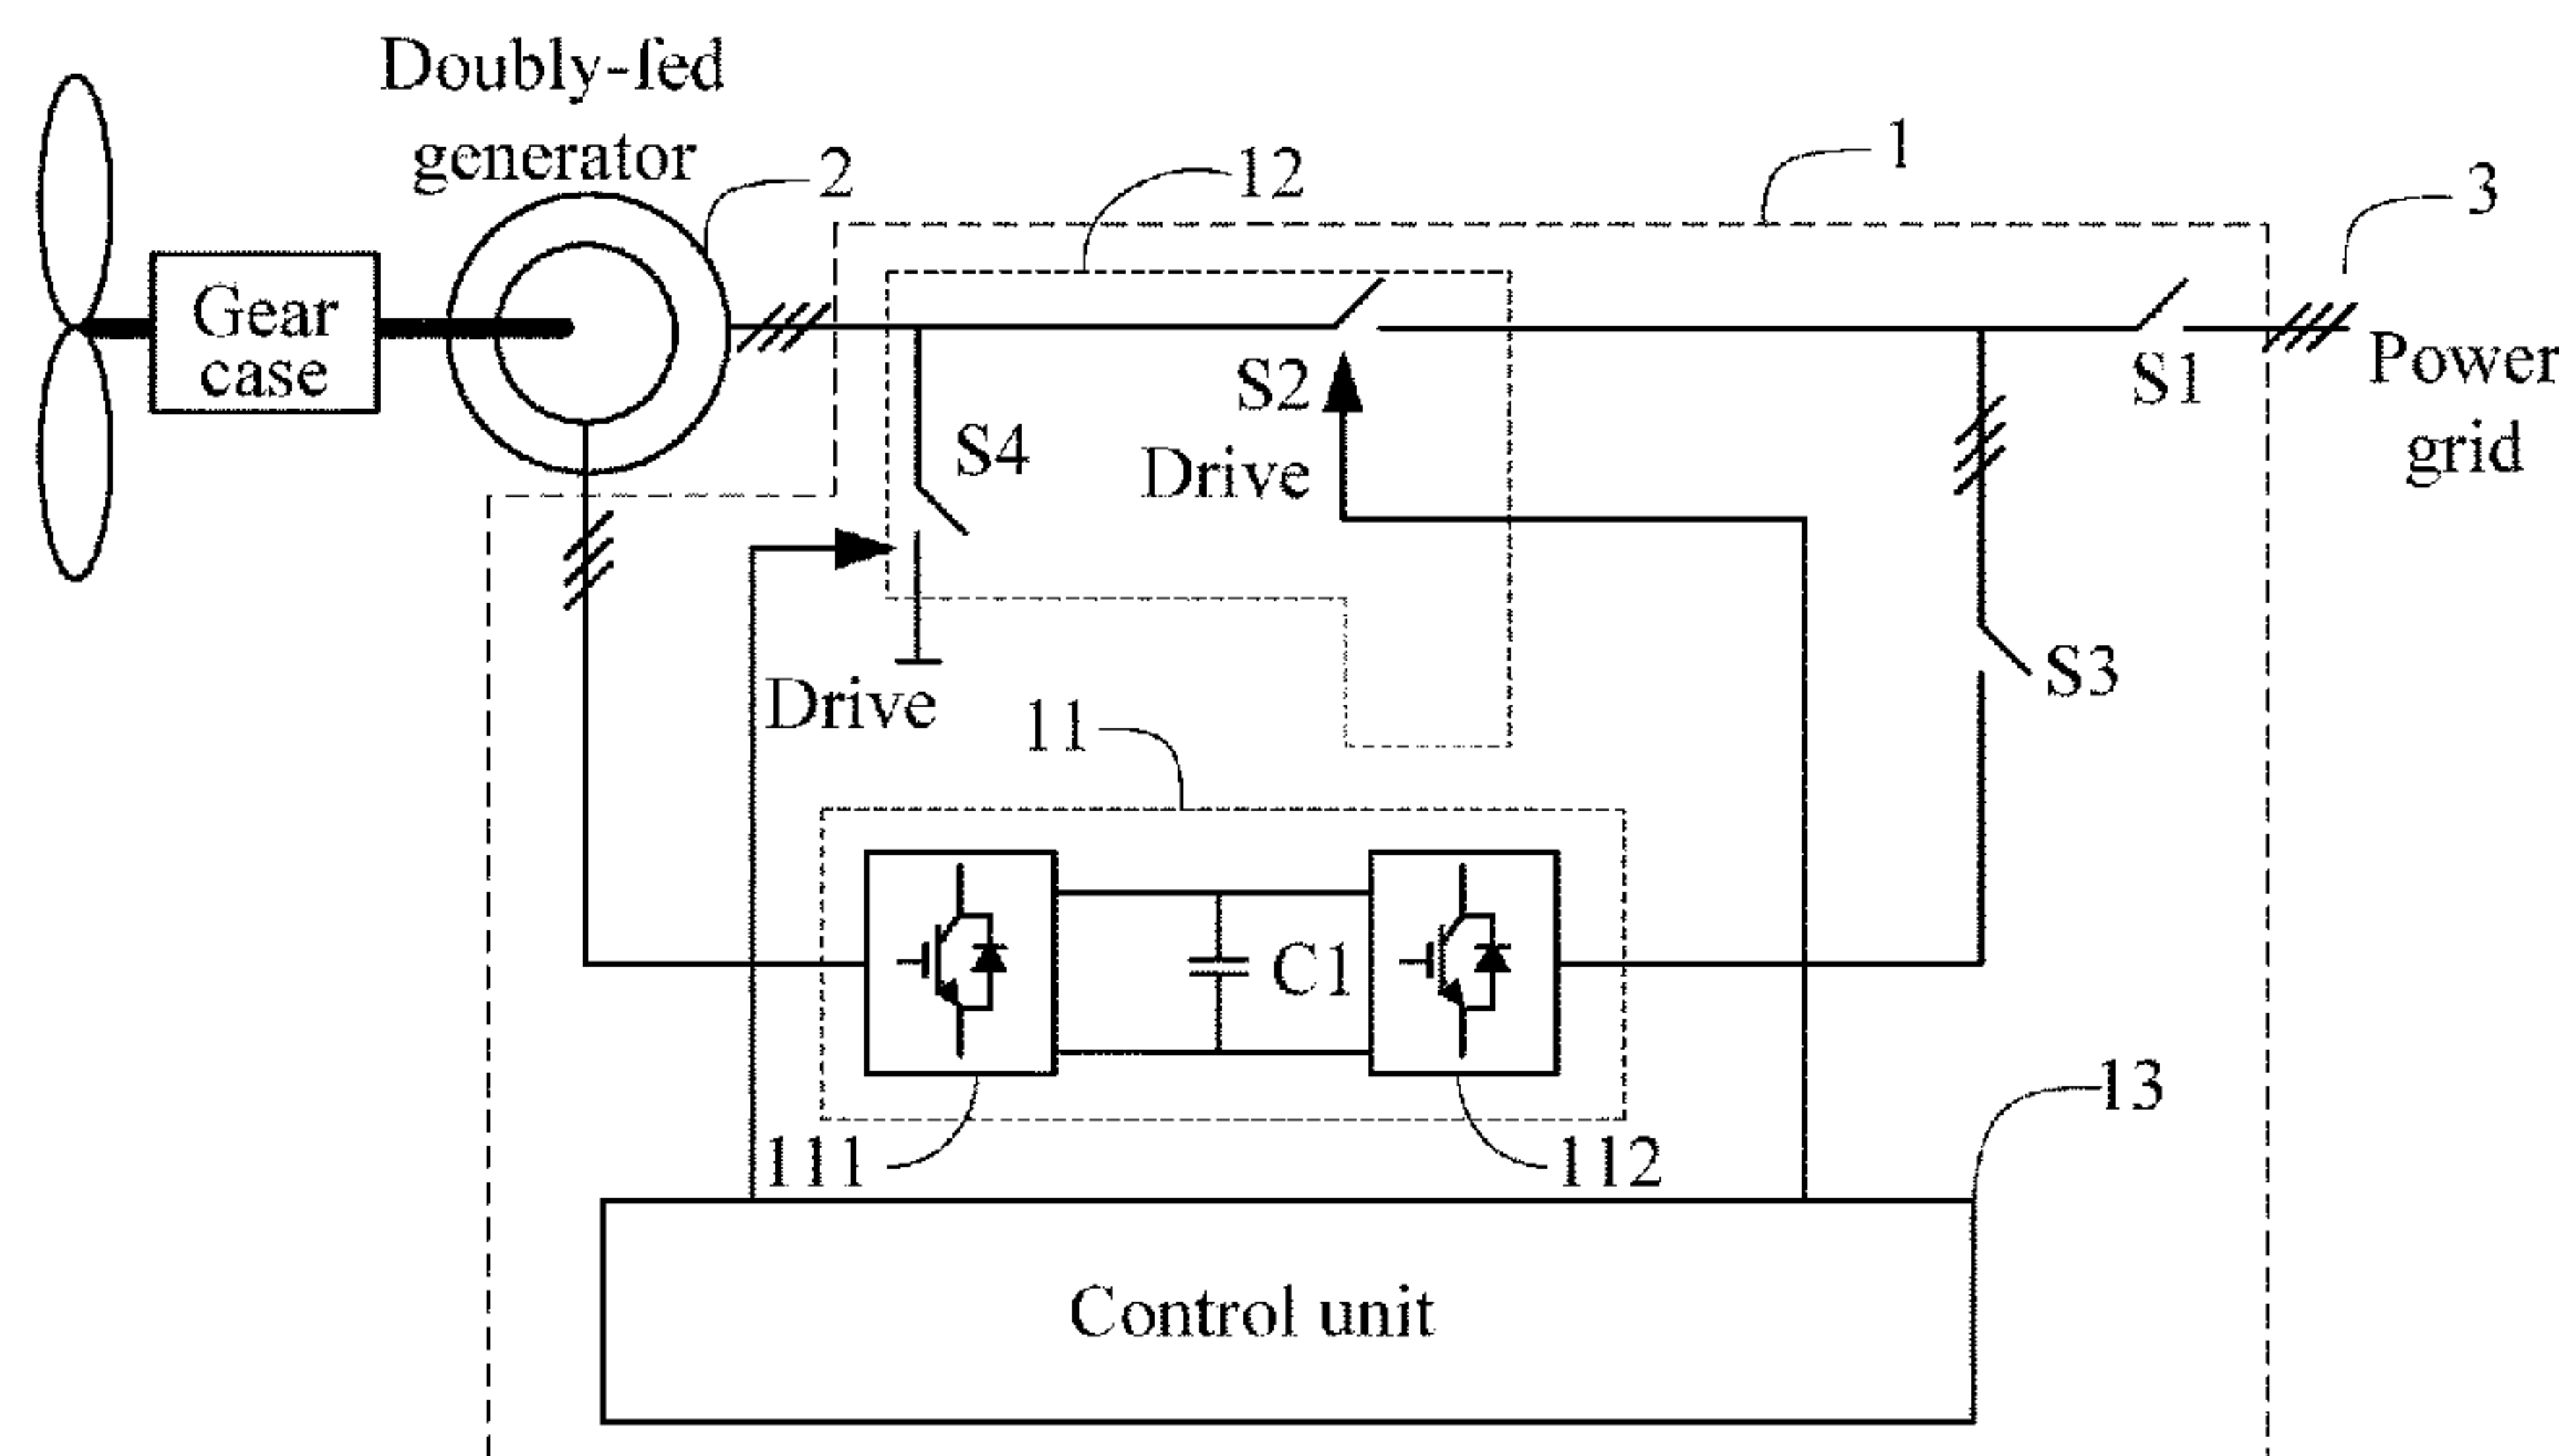 Doubly-fed
generator
2
12
1
3
Gear
case
S4
S2
Drive
S1
Power
grid
Drive
S3
11
C1
111
112
13
Control unit